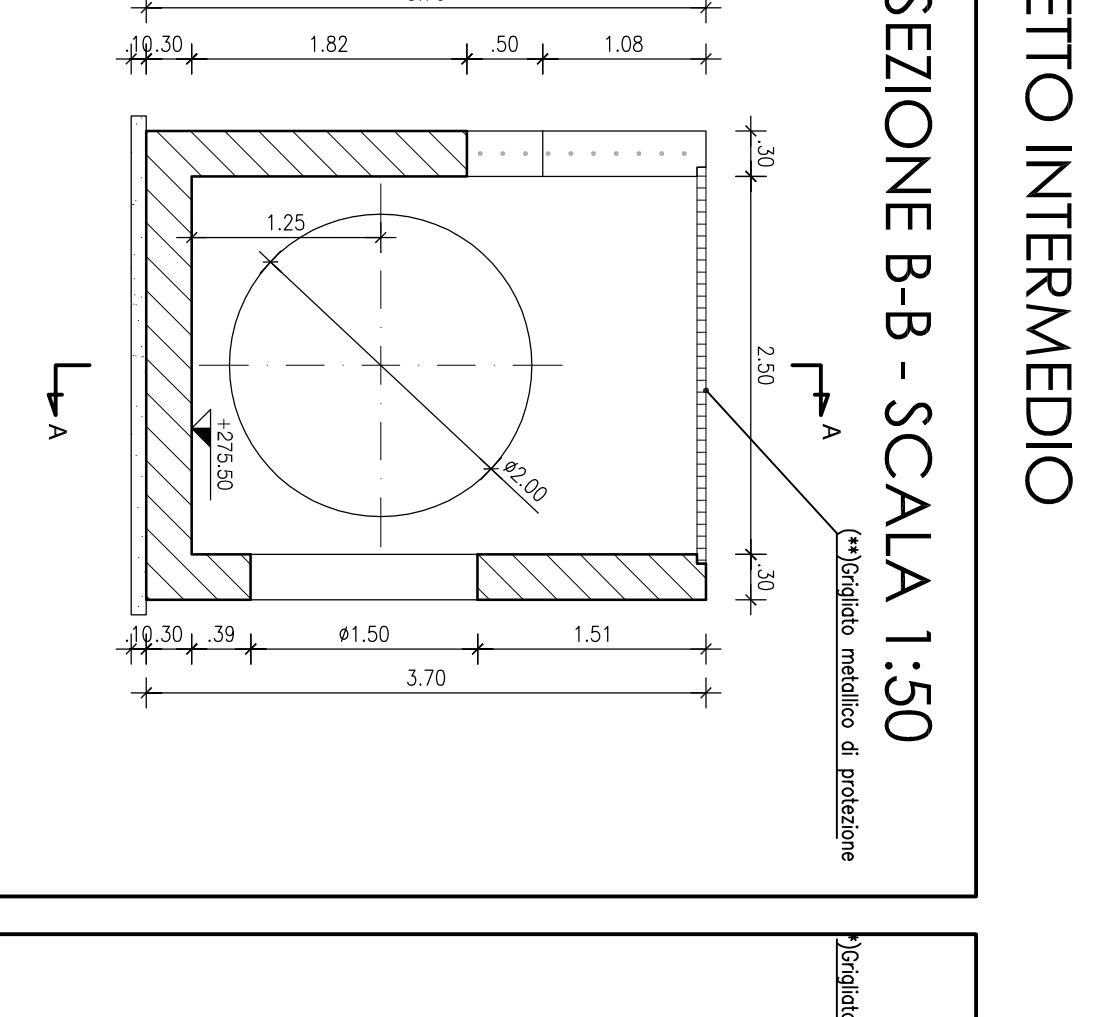 ETTO INTERMEDIO
SEZIONE B-B - SCALA 1:50
.10
.30
1.82
.50
1.08
.30
1.25
2.50
A
A
+275.50
ø2.00
(**)Grigliato metallico di protezione
.30
.10
.30
.39
ø1.50
1.51
3.70
*)Grigliato